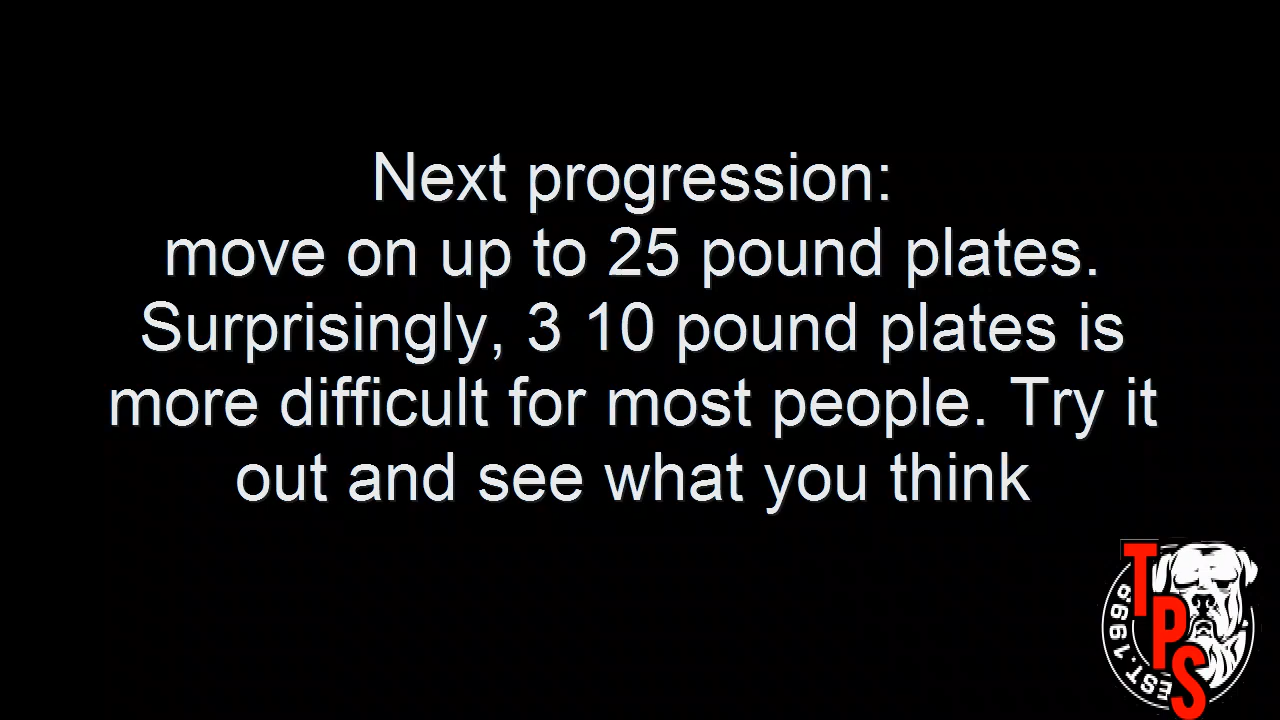 Next progression:
move on up to 25 pound plates.
Surprisingly, 3 10 pound plates is
more difficult for most people. Try it
out and see what you think
TPS
EST. 1999